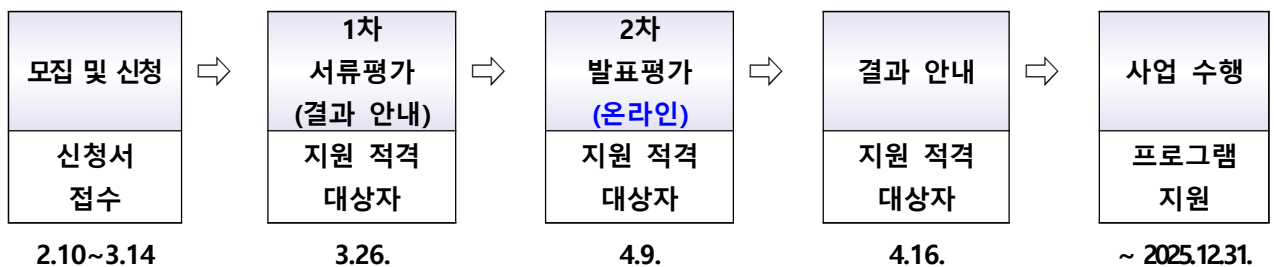 모집 및 신청
신청서
접수
2.10~3.14
⇨
1차
서류평가
(결과 안내)
지원 적격
대상자
3.26.
⇨
2차
발표평가
(온라인)
지원 적격
대상자
4.9.
⇨
결과 안내
지원 적격
대상자
4.16.
⇨
사업 수행
프로그램
지원
~ 2025.12.31.